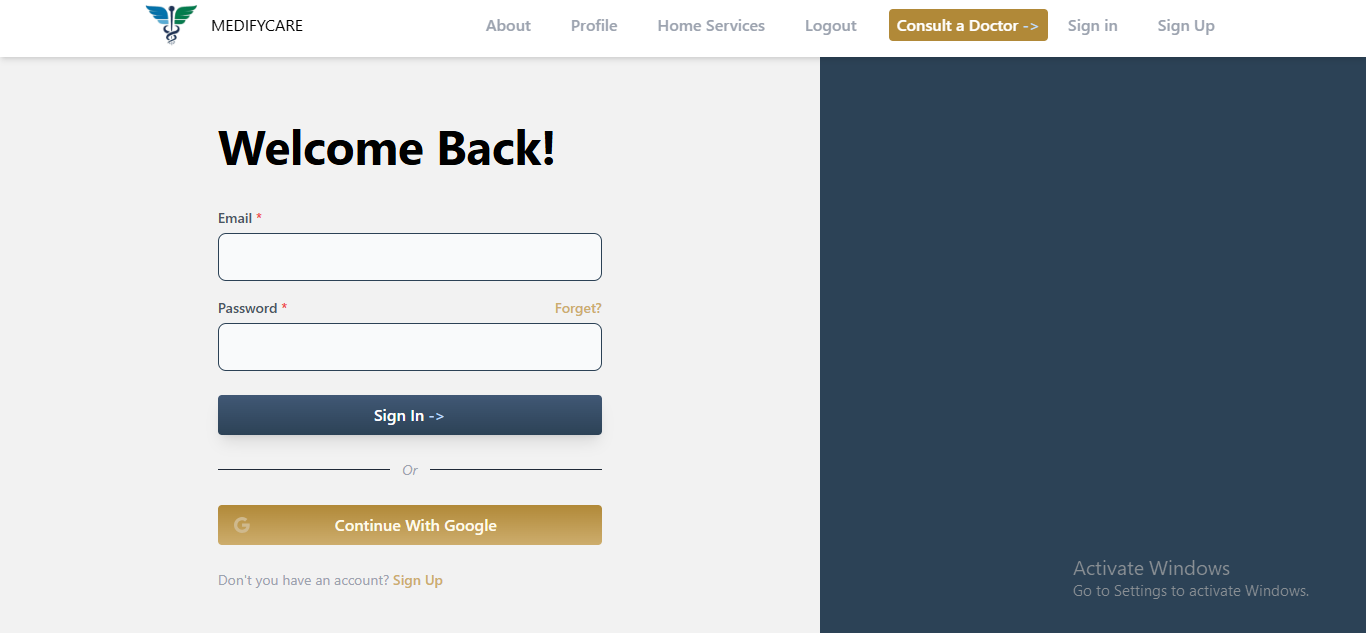 MEDIFYCARE
About Profile Home Services Logout Consult a Doctor -> Sign in Sign Up
Welcome Back!
Email *
Password * Forget?
Sign In ->
Or
G Continue With Google
Don't you have an account? Sign Up
Activate Windows
Go to Settings to activate Windows.